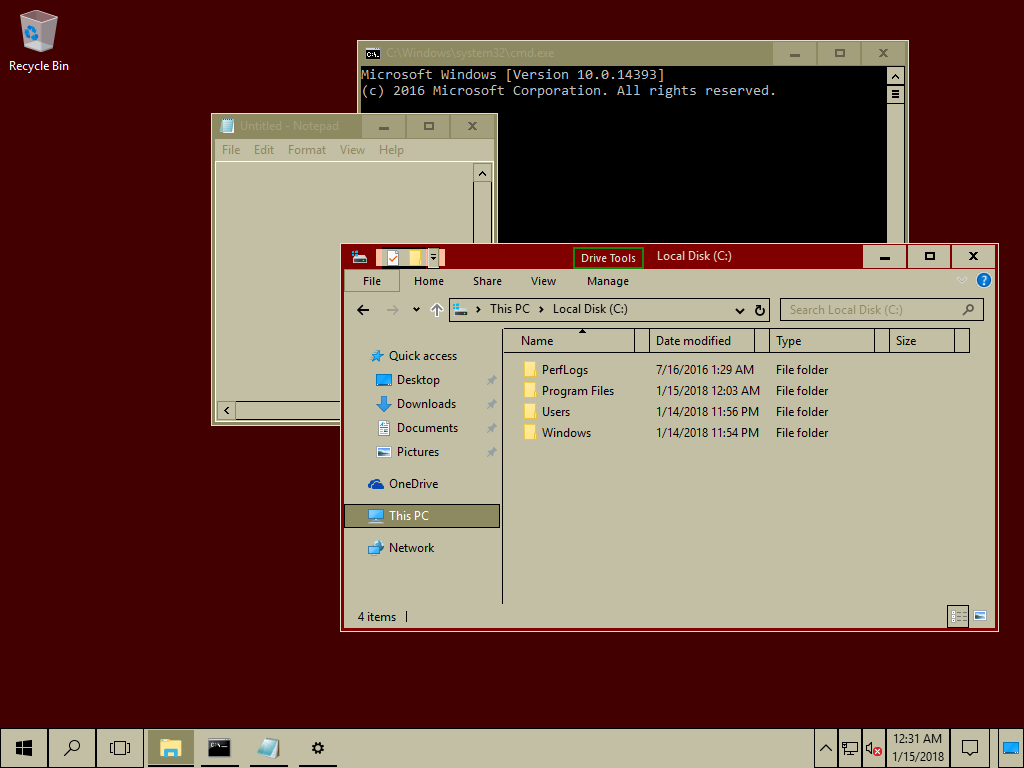 Recycle Bin
C:\Windows\system32\cmd.exe
Microsoft Windows [Version 10.0.14393]
(c) 2016 Microsoft Corporation. All rights reserved.
Untitled - Notepad
File Edit Format View Help
Drive Tools Local Disk (C:)
File Home Share View Manage
This PC Local Disk (C:) Search Local Disk (C:)
Name Date modified Type Size
Quick access
Desktop
Downloads
Documents
Pictures
OneDrive
This PC
Network
PerfLogs 7/16/2016 1:29 AM File folder
Program Files 1/15/2018 12:03 AM File folder
Users 1/14/2018 11:56 PM File folder
Windows 1/14/2018 11:54 PM File folder
4 items
12:31 AM
1/15/2018